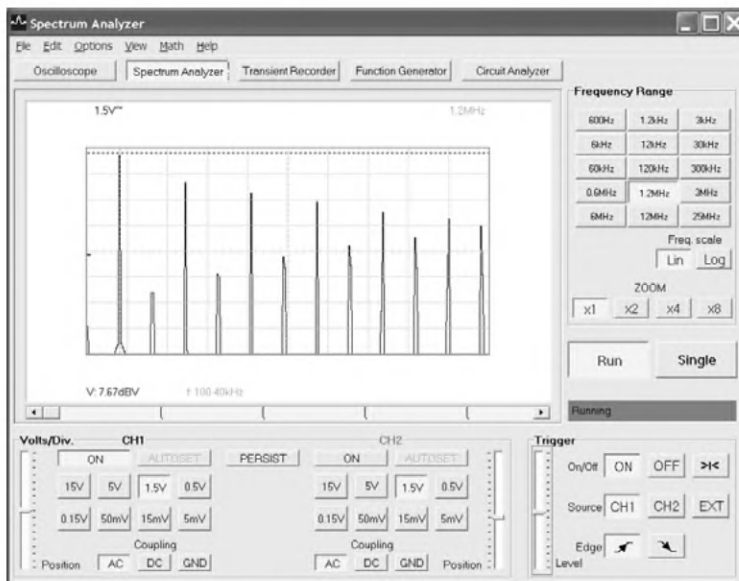 Spectrum Analyzer
File Edit Options View Math Help
Oscilloscope Spectrum Analyzer Transient Recorder Function Generator Circuit Analyzer
1.5V~ 1.2MHz
V: 7.67dBV f 100.49kHz
Frequency Range
600Hz 1.2kHz 3kHz
6kHz 12kHz 30kHz
60kHz 120kHz 300kHz
0.6MHz 1.2MHz 3MHz
6MHz 12MHz 25MHz
Freq. scale
Lin Log
ZOOM
x1 x2 x4 x8
Run Single
Running
Volts/Div. CH1 CH2
ON AUTOSET PERSIST ON AUTOSET
15V 5V 1.5V 0.5V 15V 5V 1.5V 0.5V
0.15V 50mV 15mV 5mV 0.15V 50mV 15mV 5mV
Coupling Coupling
Position AC DC GND AC DC GND Position
Trigger
On/Off ON OFF >I<
Source CH1 CH2 EXT
Edge
Level